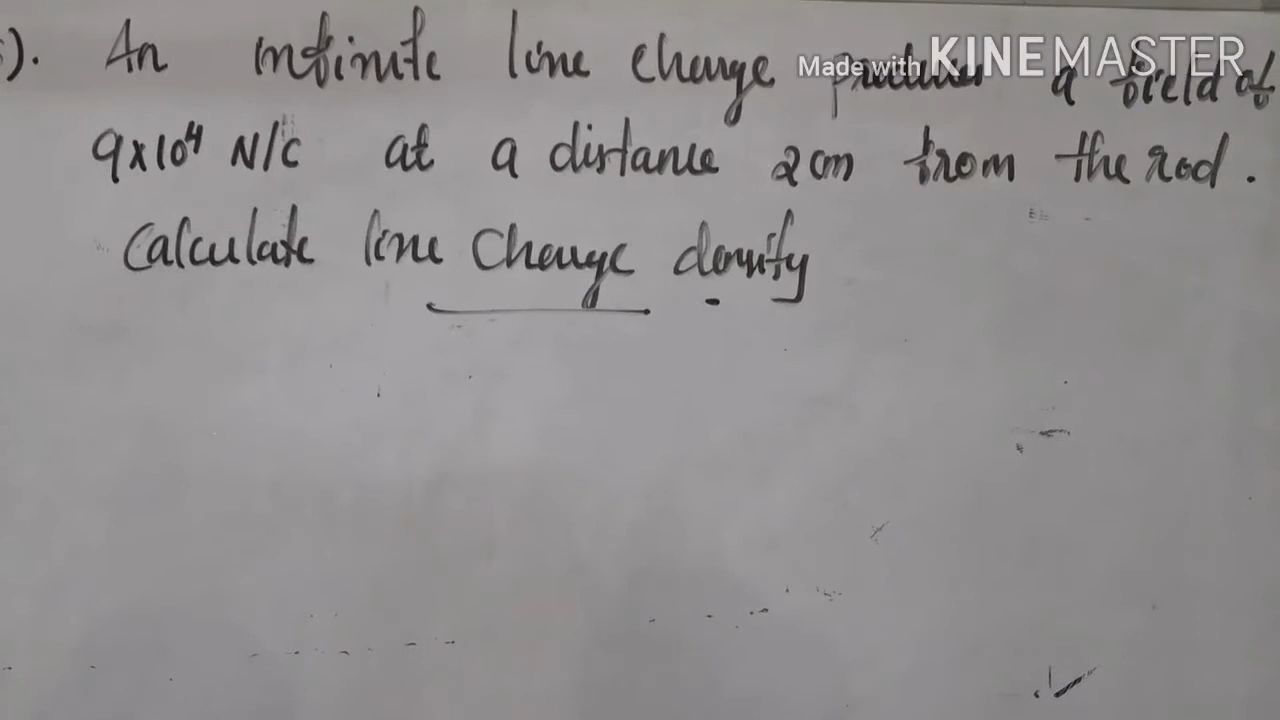 ). An infinite line charge produces a field of
Made with KINEMASTER
9x10⁴ N/C at a distance 2cm from the rod.
Calculate line charge density